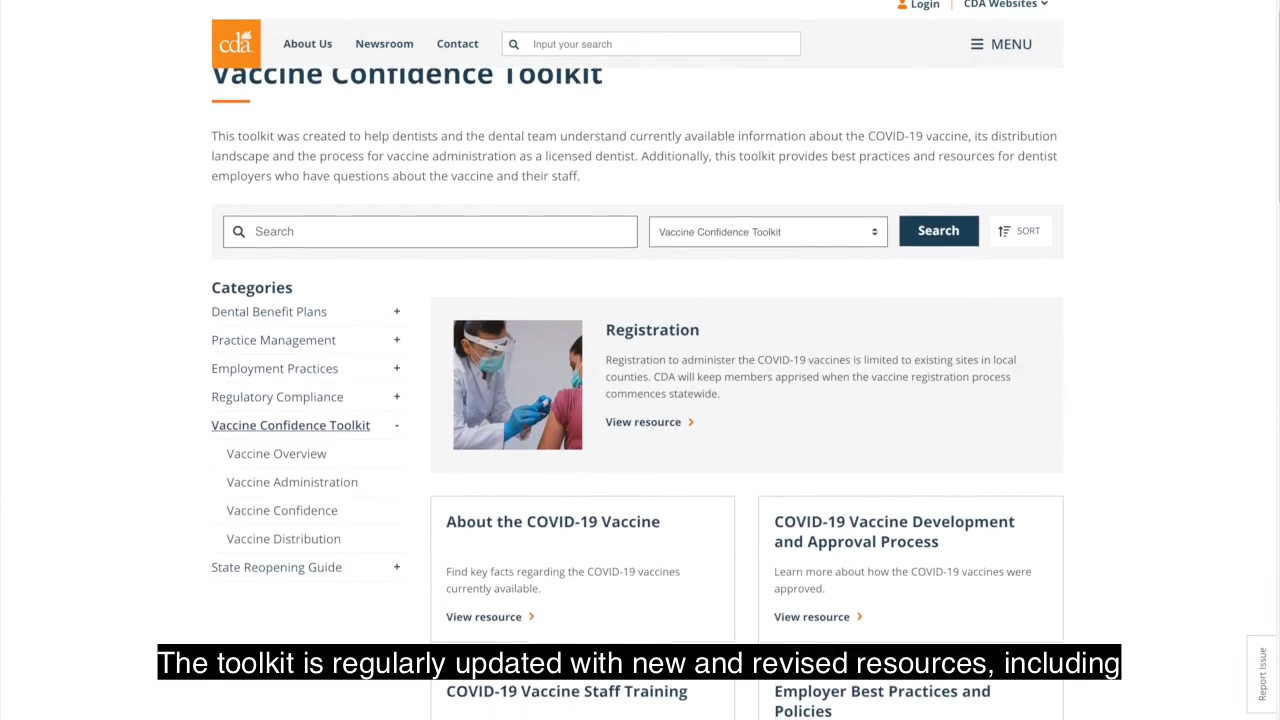 Login
CDA Websites
cda
About Us
Newsroom
Contact
Input your search
MENU
Vaccine Confidence Toolkit
This toolkit was created to help dentists and the dental team understand currently available information about the COVID-19 vaccine, its distribution
landscape and the process for vaccine administration as a licensed dentist. Additionally, this toolkit provides best practices and resources for dentist
employers who have questions about the vaccine and their staff.
Search
Vaccine Confidence Toolkit
Search
SORT
Categories
Dental Benefit Plans +
Practice Management +
Employment Practices +
Regulatory Compliance +
Vaccine Confidence Toolkit -
Vaccine Overview
Vaccine Administration
Vaccine Confidence
Vaccine Distribution
State Reopening Guide +
Registration
Registration to administer the COVID-19 vaccines is limited to existing sites in local
counties. CDA will keep members apprised when the vaccine registration process
commences statewide.
View resource
About the COVID-19 Vaccine
Find key facts regarding the COVID-19 vaccines
currently available.
View resource
COVID-19 Vaccine Development
and Approval Process
Learn more about how the COVID-19 vaccines were
approved.
View resource
The toolkit is regularly updated with new and revised resources, including
COVID-19 Vaccine Staff Training
Employer Best Practices and
Policies
Report Issue